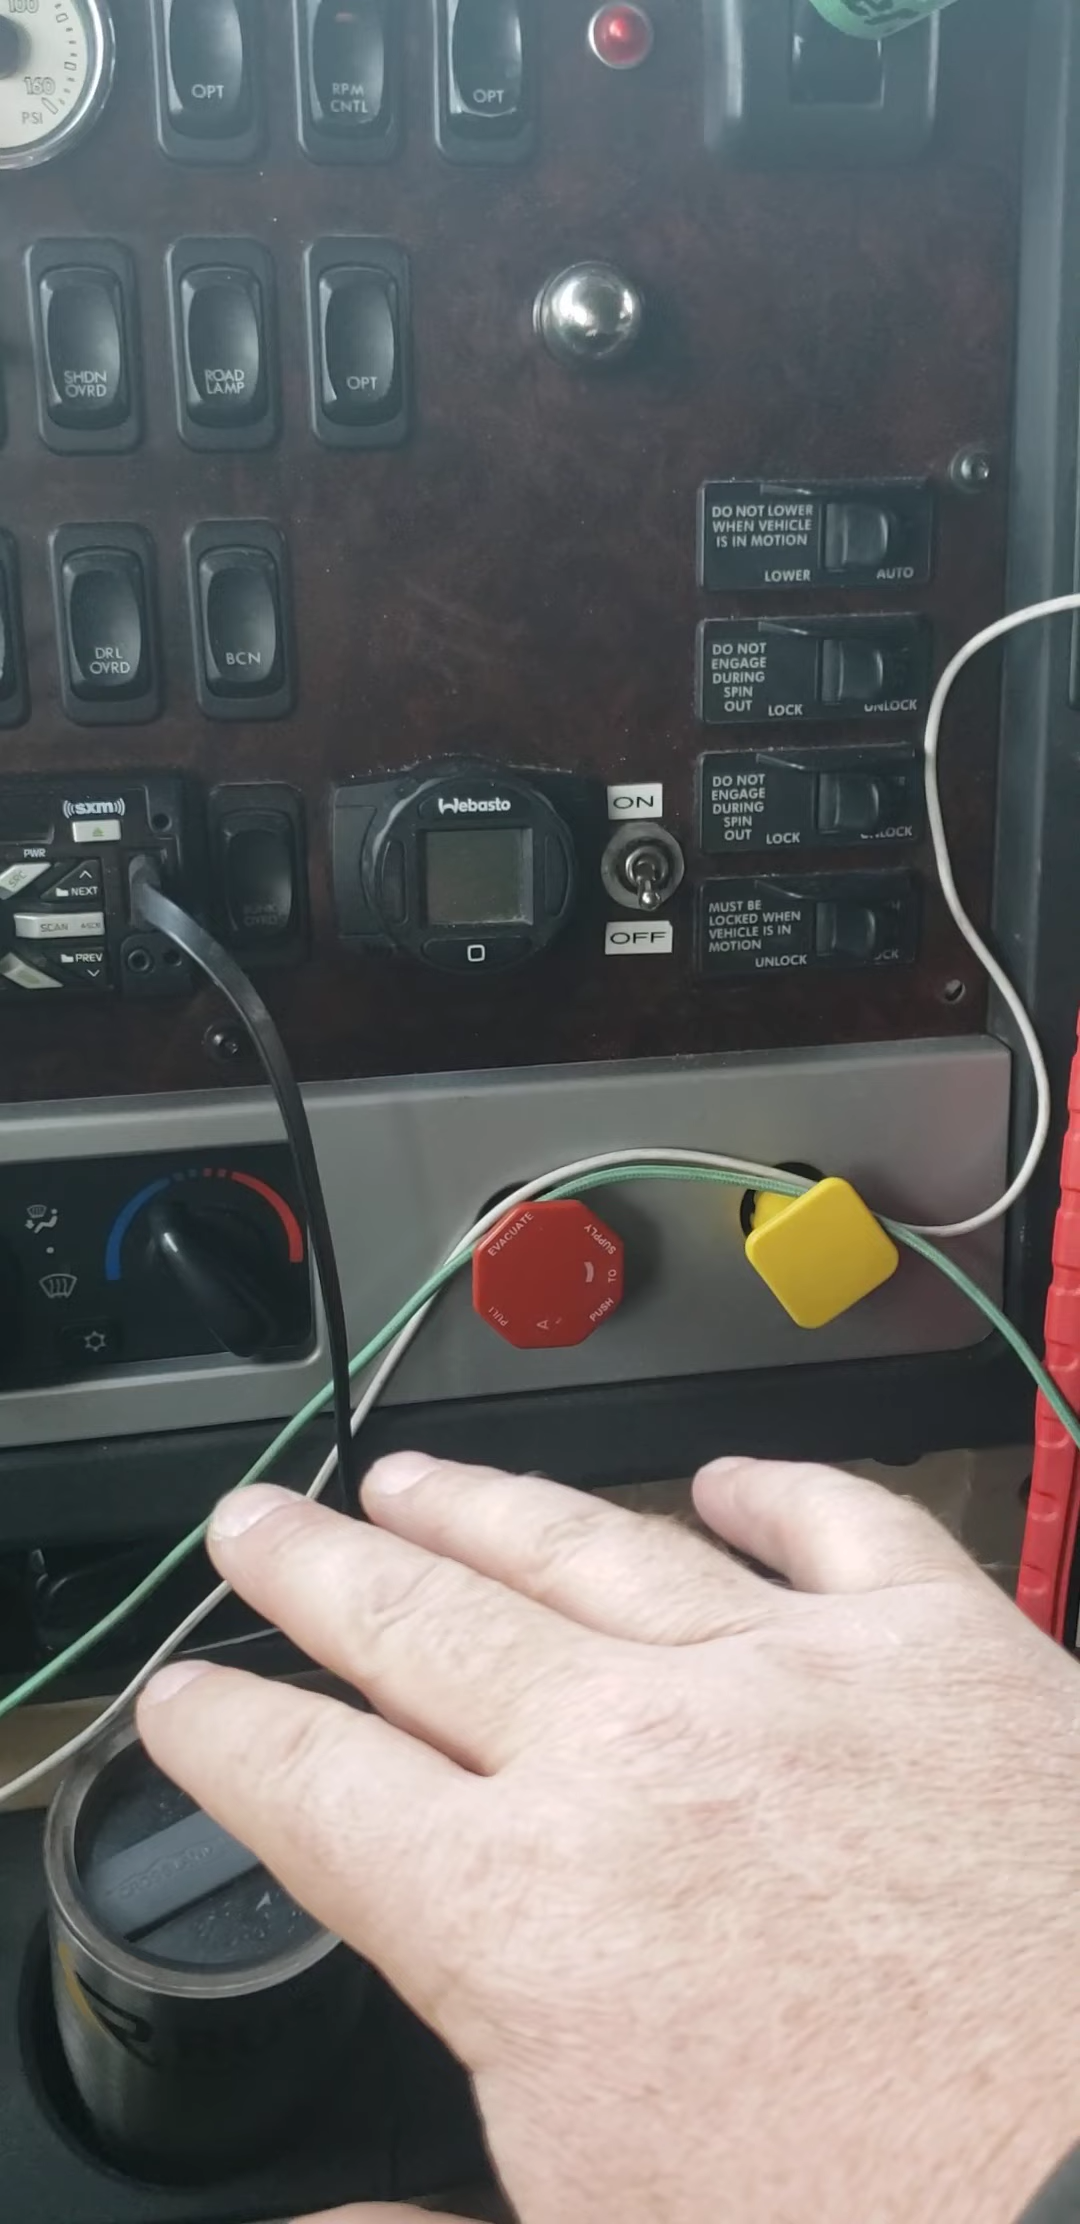 160
PSI
OPT
RPM
CNTL
OPT
SHDN
OVRD
ROAD
LAMP
OPT
DO NOT LOWER
WHEN VEHICLE
IS IN MOTION
LOWER AUTO
DRL
OVRD
BCN
DO NOT
ENGAGE
DURING
SPIN
OUT LOCK UNLOCK
((sxm))
PWR
NEXT
SCAN
PREV
Webasto
ON
OFF
DO NOT
ENGAGE
DURING
SPIN
OUT LOCK
MUST BE
LOCKED WHEN
VEHICLE IS IN
MOTION
UNLOCK
EVACUATE
SUPPLY
TO
PUSH
PULL